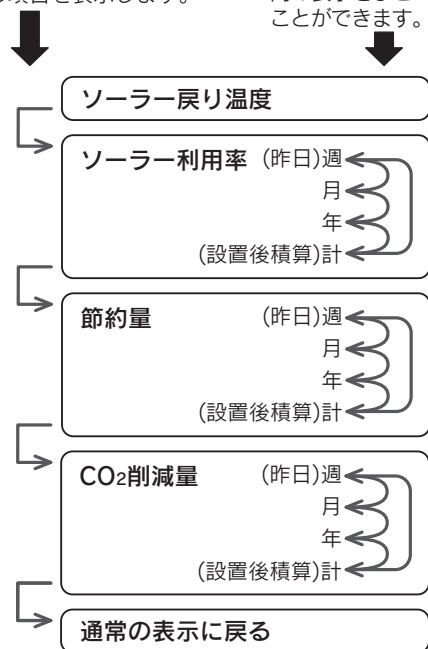 項目を表示します。
ことができます。
ソーラー戻り温度
ソーラー利用率 (昨日)週
月
年
(設置後積算)計
節約量 (昨日)週
月
年
(設置後積算)計
CO2削減量 (昨日)週
月
年
(設置後積算)計
通常の表示に戻る